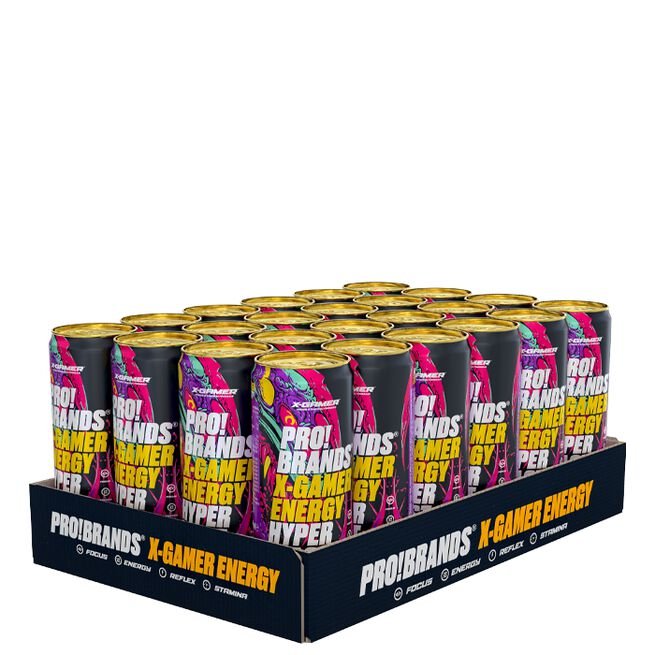 X-GAMER
PRO!
BRANDS®
X-GAMER
ENERGY
HYPER
PRO!BRANDS® X-GAMER ENERGY
FOCUS ENERGY REFLEX STAMINA
PRO!BRANDS® X-GAMER ENERGY
FOCUS ENERGY REFLEX STAMINA